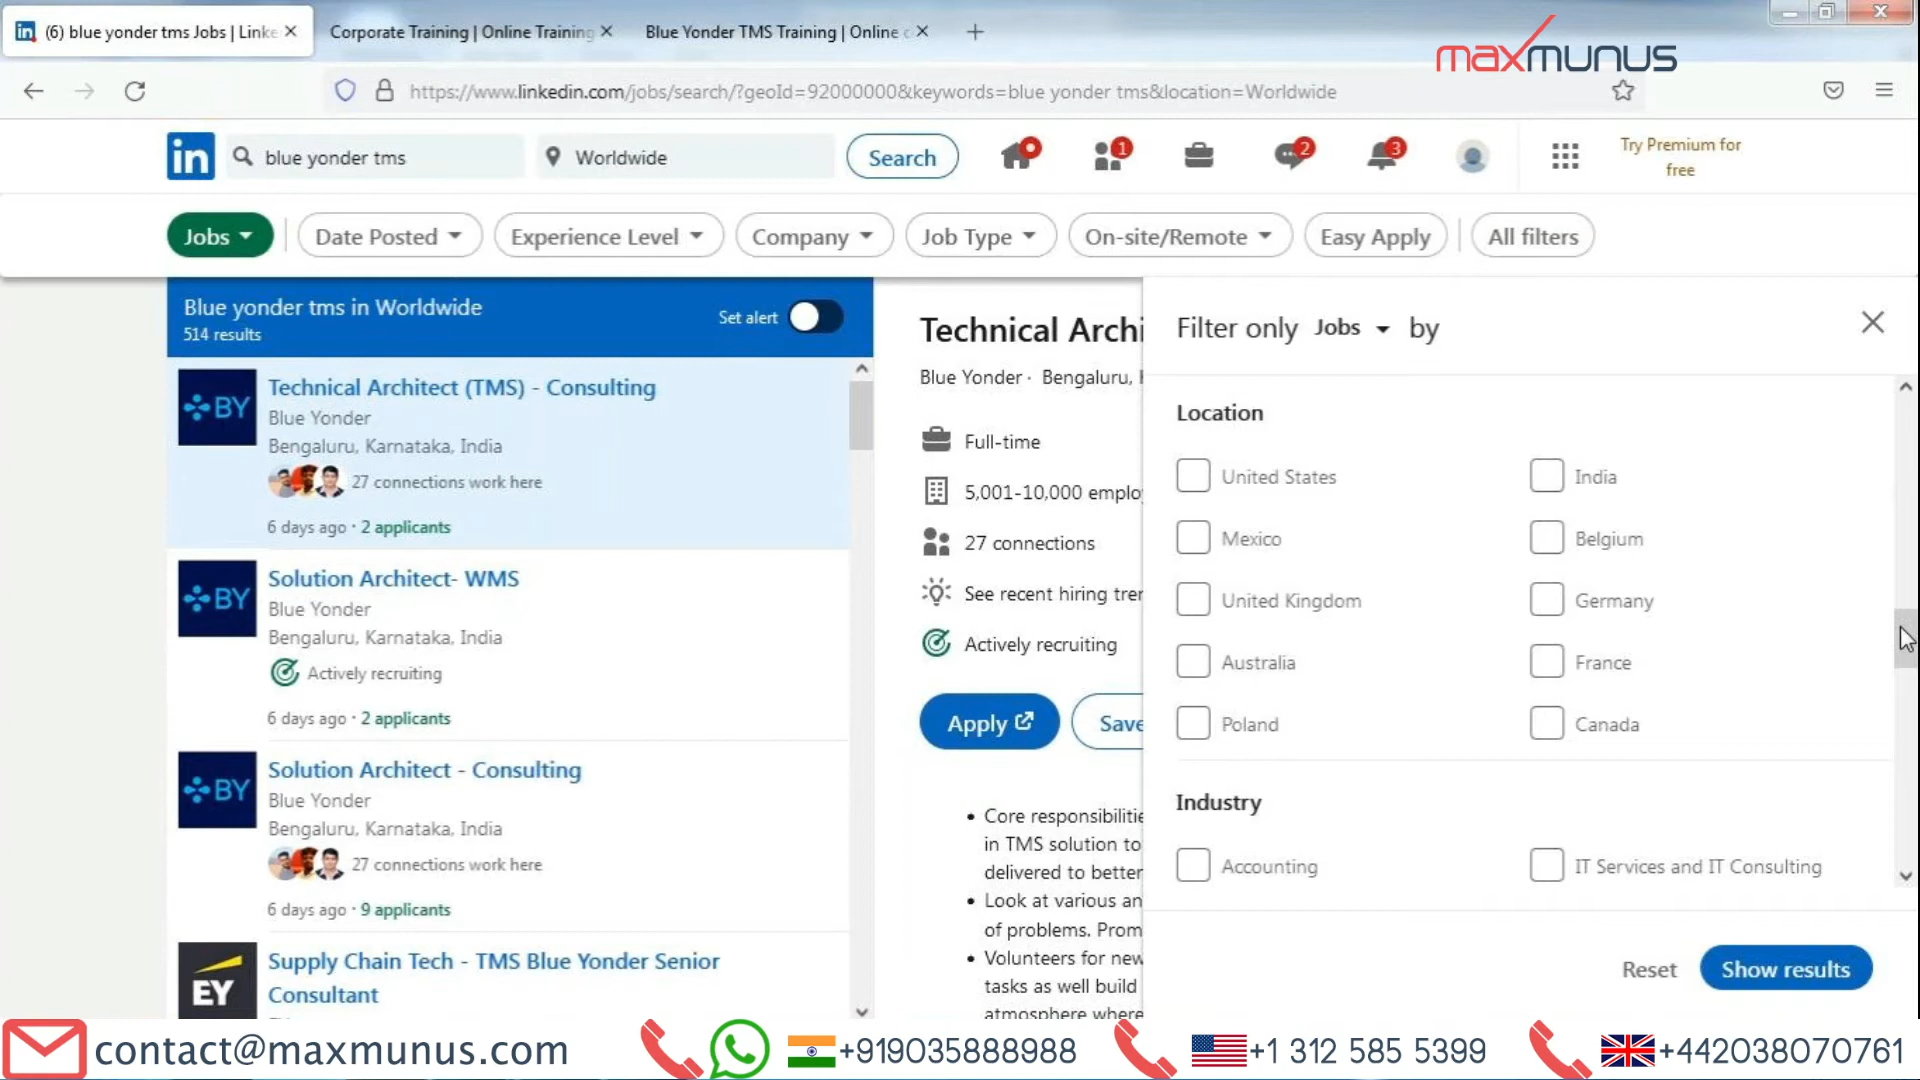 (6) blue yonder tms Jobs | Linke
Corporate Training | Online Training
Blue Yonder TMS Training | Online c
maxmunus
https://www.linkedin.com/jobs/search/?geoId=92000000&keywords=blue yonder tms&location=Worldwide
in
blue yonder tms
Worldwide
Search
1
2
3
Try Premium for
free
Jobs
Date Posted
Experience Level
Company
Job Type
On-site/Remote
Easy Apply
All filters
Blue yonder tms in Worldwide
514 results
Set alert
BY
Technical Architect (TMS) - Consulting
Blue Yonder
Bengaluru, Karnataka, India
27 connections work here
6 days ago · 2 applicants
BY
Solution Architect- WMS
Blue Yonder
Bengaluru, Karnataka, India
Actively recruiting
6 days ago · 2 applicants
BY
Solution Architect - Consulting
Blue Yonder
Bengaluru, Karnataka, India
27 connections work here
6 days ago · 9 applicants
EY
Supply Chain Tech - TMS Blue Yonder Senior
Consultant
Technical Archi
Blue Yonder · Bengaluru,
Full-time
5,001-10,000 emplo
27 connections
See recent hiring tre
Actively recruiting
Apply
Save
• Core responsibilitie
in TMS solution to
delivered to better
• Look at various an
of problems. Prom
• Volunteers for new
tasks as well build
atmosphere where
Filter only Jobs by
Location
United States
India
Mexico
Belgium
United Kingdom
Germany
Australia
France
Poland
Canada
Industry
Accounting
IT Services and IT Consulting
Reset
Show results
contact@maxmunus.com
+919035888988
+1 312 585 5399
+442038070761